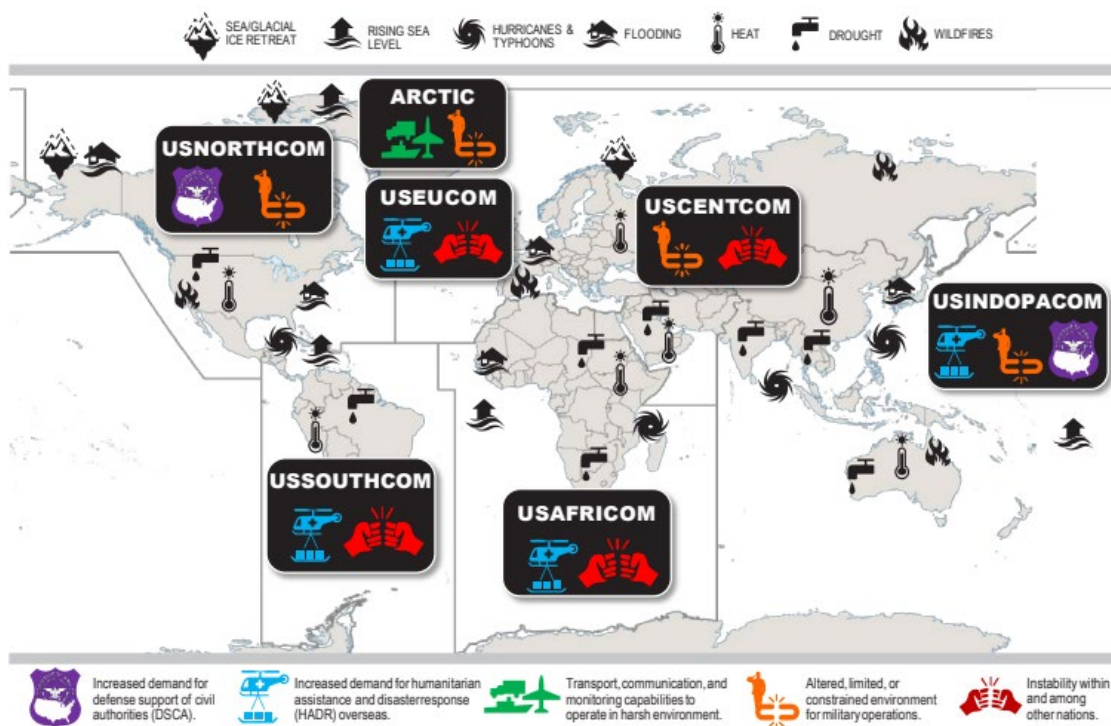 SEA/GLACIAL
ICE RETREAT
RISING SEA
LEVEL
HURRICANES &
TYPHOONS
FLOODING
HEAT
DROUGHT
WILDFIRES
ARCTIC
USNORTHCOM
USEUCOM
USCENTCOM
USINDOPACOM
USSOUTHCOM
USAFRICOM
Increased demand for
defense support of civil
authorities (DSCA).
Increased demand for humanitarian
assistance and disasterresponse
(HADR) overseas.
Transport, communication, and
monitoring capabilities to
operate in harsh environment.
Altered, limited, or
constrained environment
for military operations.
Instability within
and among
other nations.